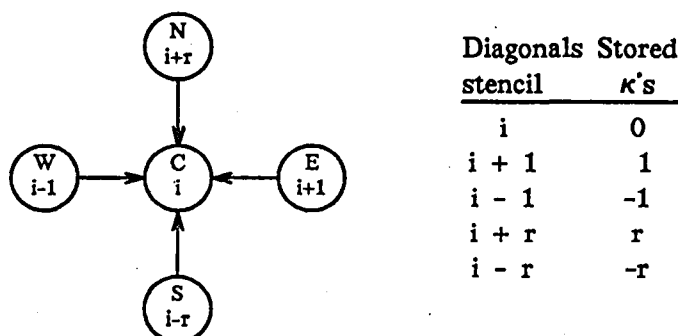 N
i+r
W
i-1
C
i
E
i+1
S
i-r
Diagonals Stored
stencil κ's
i 0
i + 1 1
i - 1 -1
i + r r
i - r -r